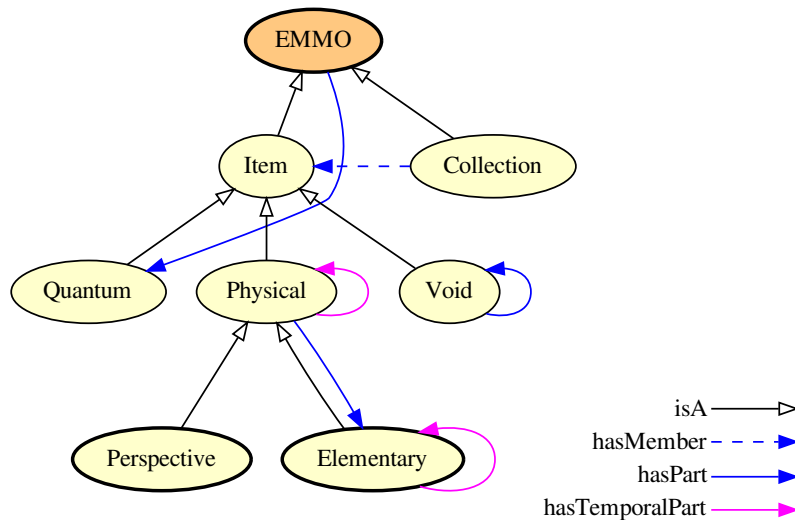 EMMO
Item
Collection
Quantum
Physical
Void
Perspective
Elementary
isA
hasMember
hasPart
hasTemporalPart